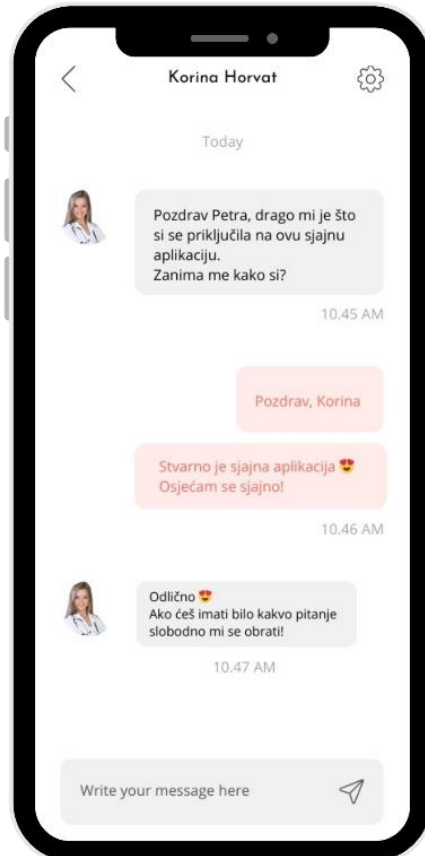 Korina Horvat
Today
Pozdrav Petra, drago mi je što
si se priključila na ovu sjajnu
aplikaciju.
Zanima me kako si?
10.45 AM
Pozdrav, Korina
Stvarno je sjajna aplikacija 😍
Osjećam se sjajno!
10.46 AM
Odlično 😍
Ako ćeš imati bilo kakvo pitanje
slobodno mi se obrati!
10.47 AM
Write your message here